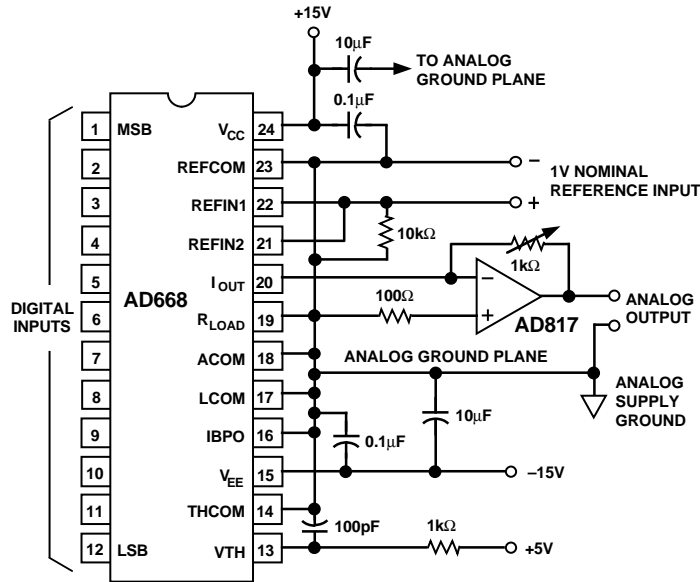 +15V
10µF
TO ANALOG
GROUND PLANE
0.1µF
1 MSB
VCC 24
2
REFCOM 23
−
1V NOMINAL
REFERENCE INPUT
3
REFIN1 22
+
4
REFIN2 21
10kΩ
1kΩ
5
IOUT 20
−
DIGITAL
INPUTS
AD668
6
RLOAD 19
100Ω
+
AD817
ANALOG
OUTPUT
7
ACOM 18
ANALOG GROUND PLANE
8
LCOM 17
10µF
ANALOG
SUPPLY
GROUND
9
IBPO 16
0.1µF
10
VEE 15
−15V
11
THCOM 14
100pF
1kΩ
12 LSB
VTH 13
+5V